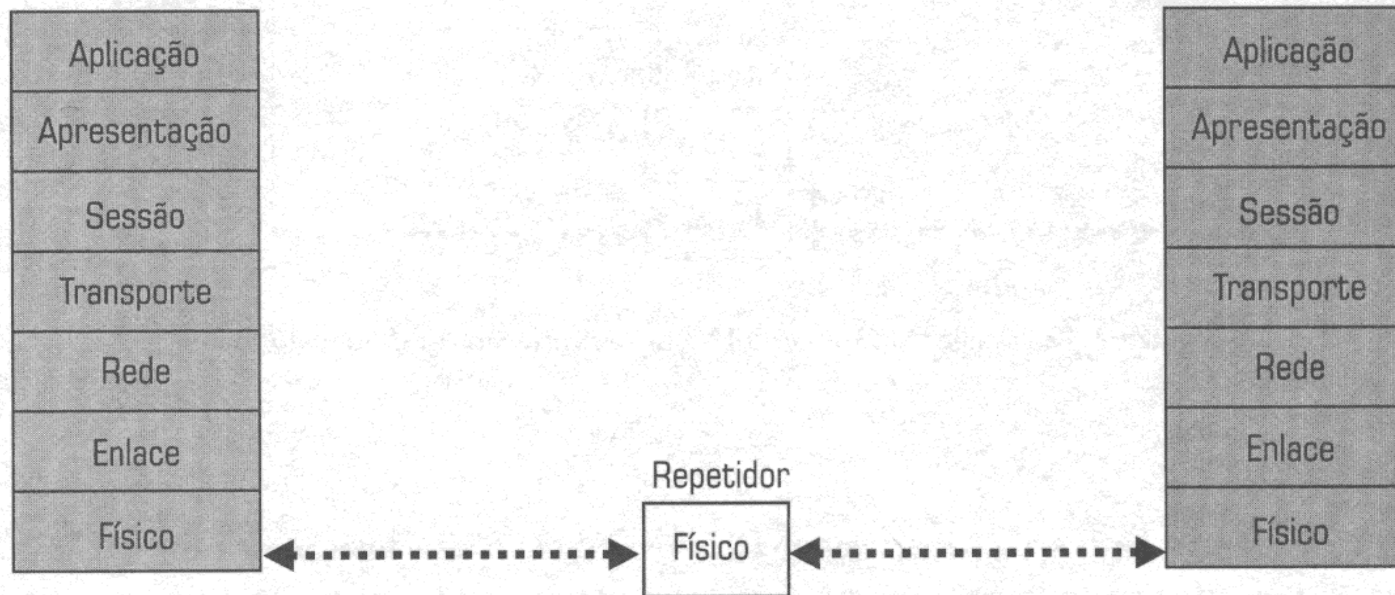 Aplicação
Apresentação
Sessão
Transporte
Rede
Enlace
Físico
Repetidor
Físico
Aplicação
Apresentação
Sessão
Transporte
Rede
Enlace
Físico